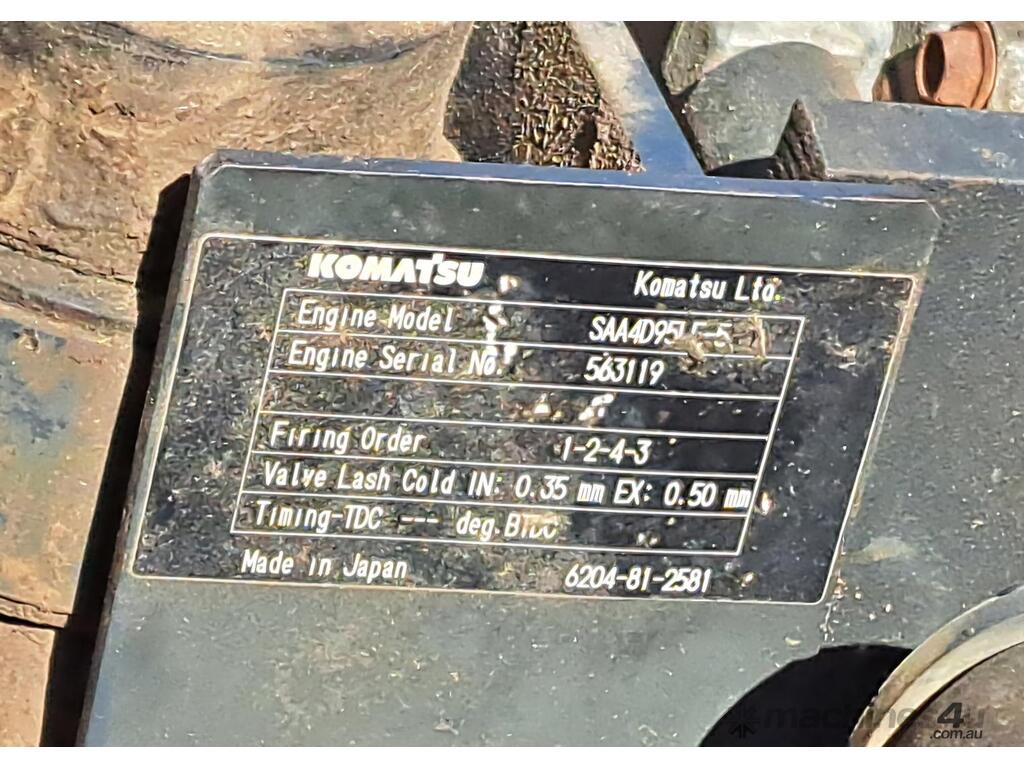 KOMATSU Komatsu Ltd.
Engine Model
Engine Serial No. 563119
Firing Order 1-2-4-3
Valve Lash Cold IN: 0.35 mm EX: 0.50 mm
Timing-TDC --- deg.
Made in Japan 6204-81-2581
machines4u
.com.au